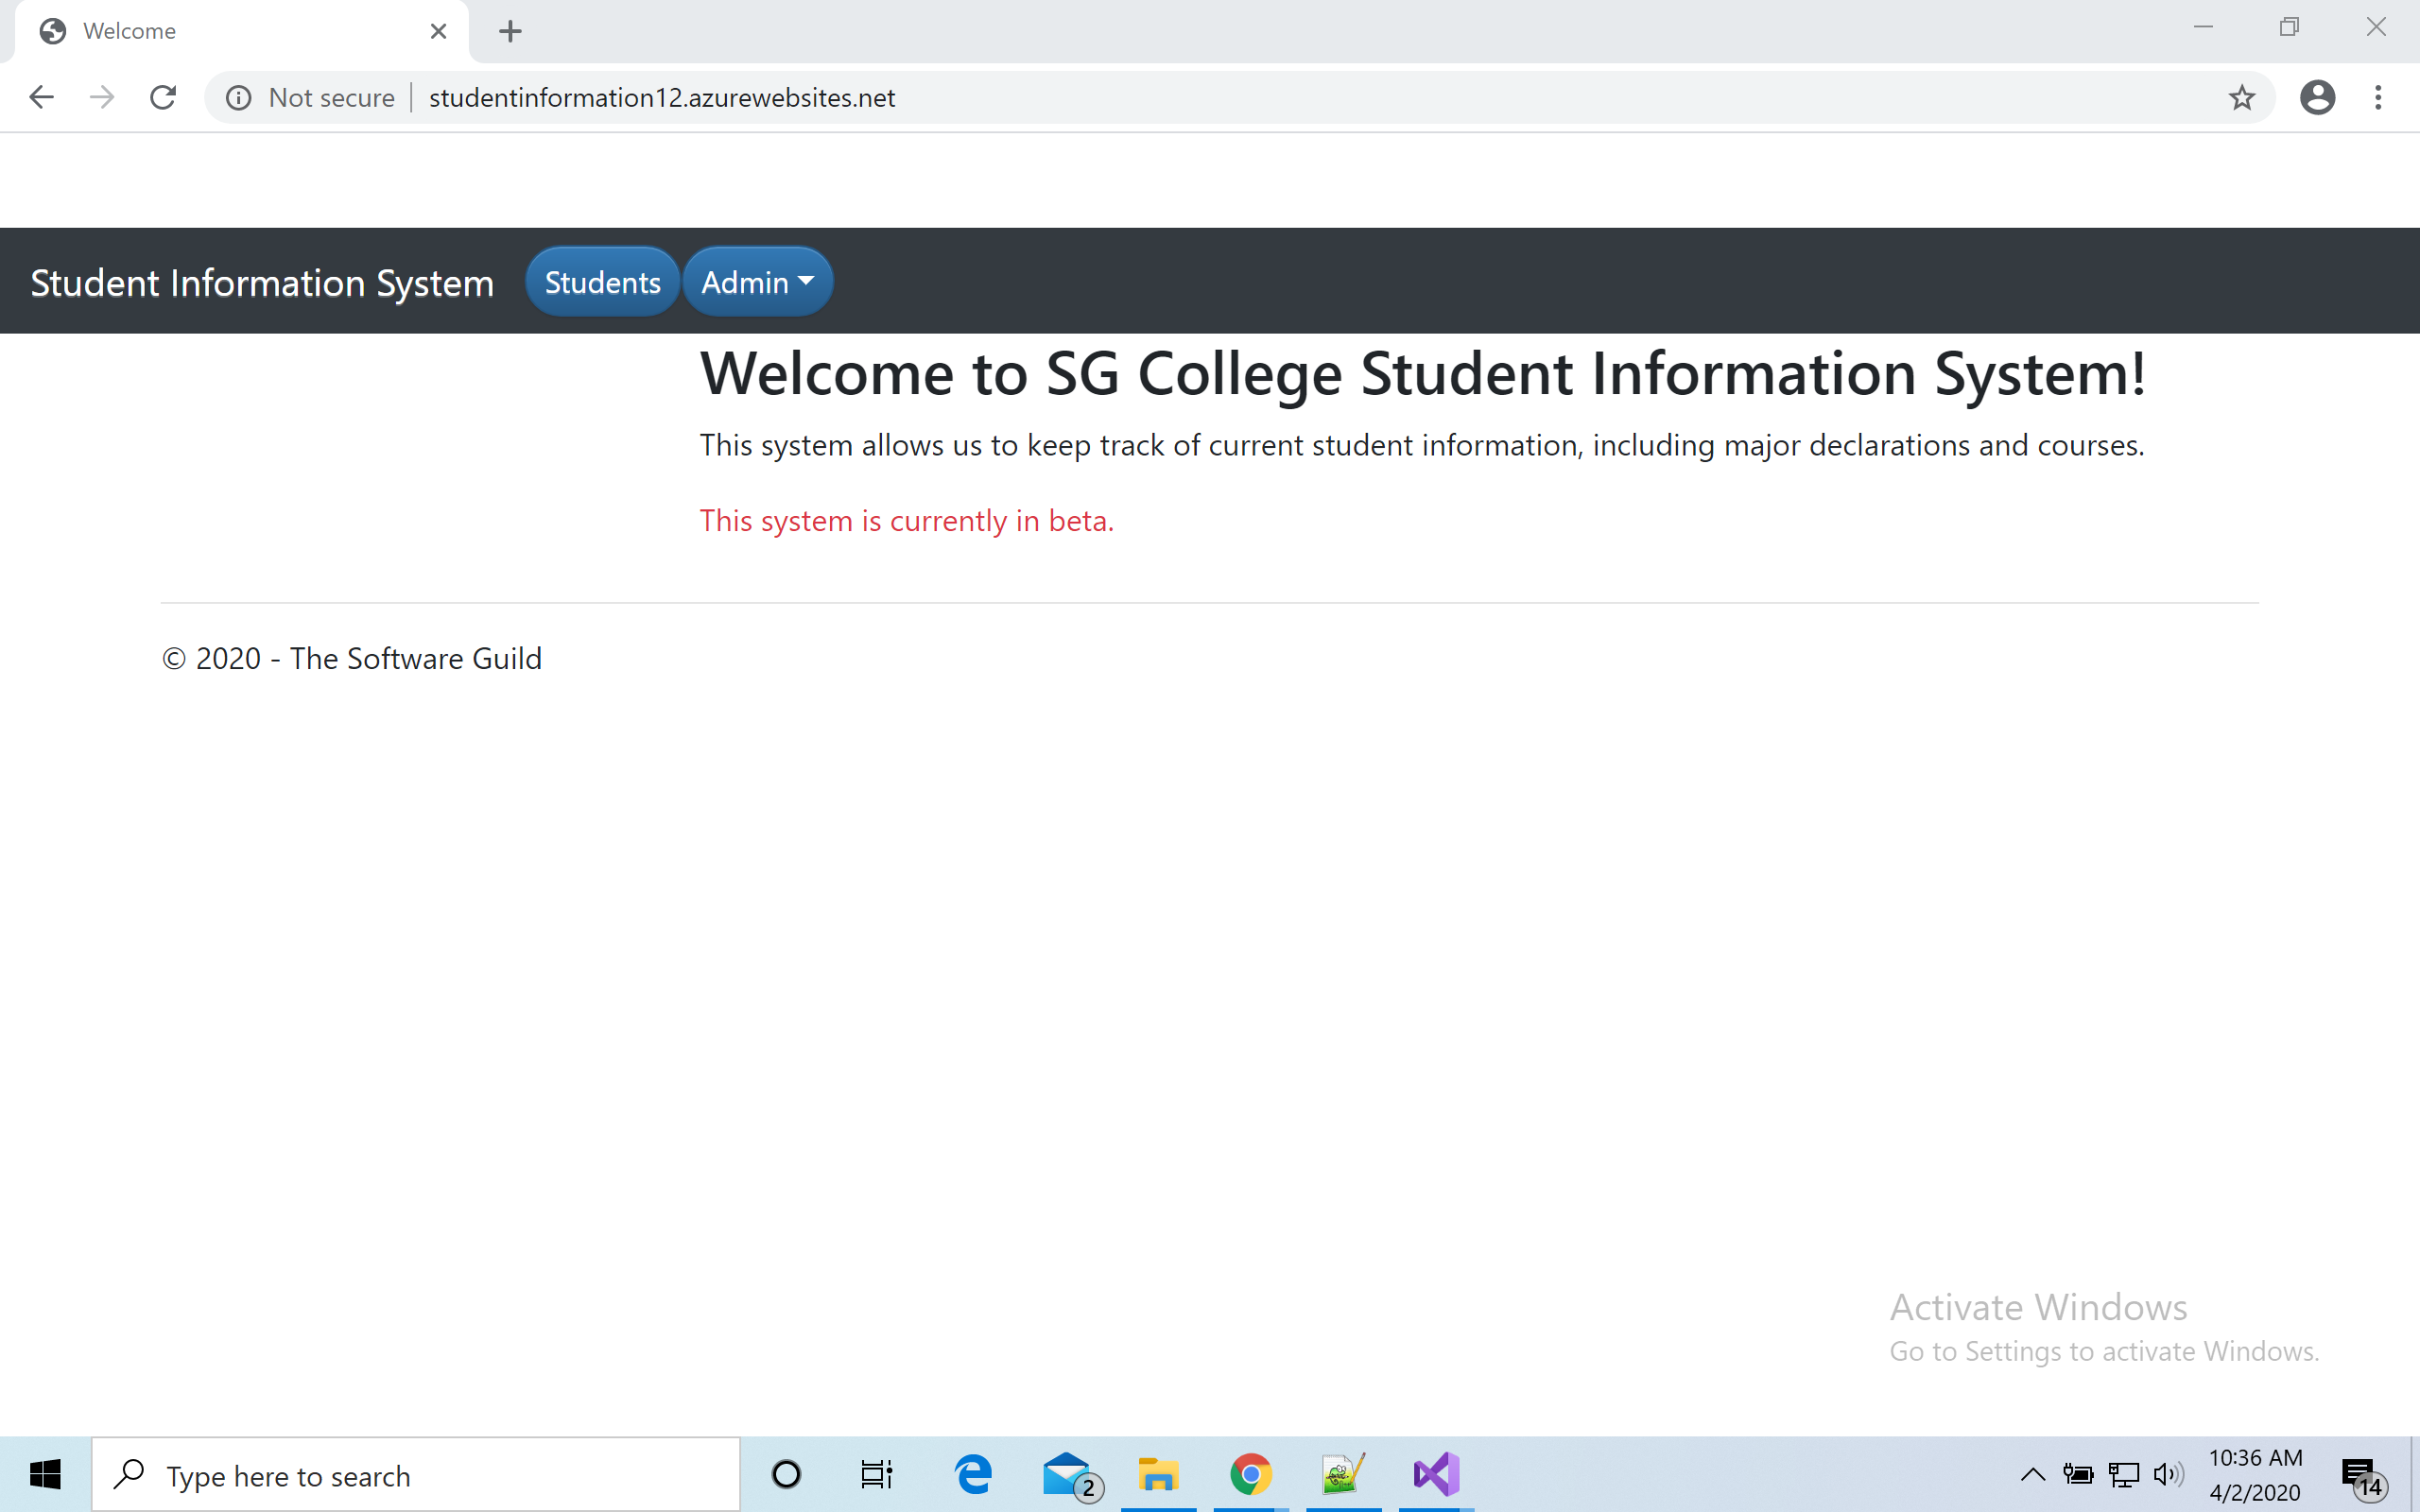 Welcome
Not secure studentinformation12.azurewebsites.net
Student Information System Students Admin
Welcome to SG College Student Information System!
This system allows us to keep track of current student information, including major declarations and courses.
This system is currently in beta.
© 2020 - The Software Guild
Activate Windows
Go to Settings to activate Windows.
Type here to search
2
10:36 AM
4/2/2020
14